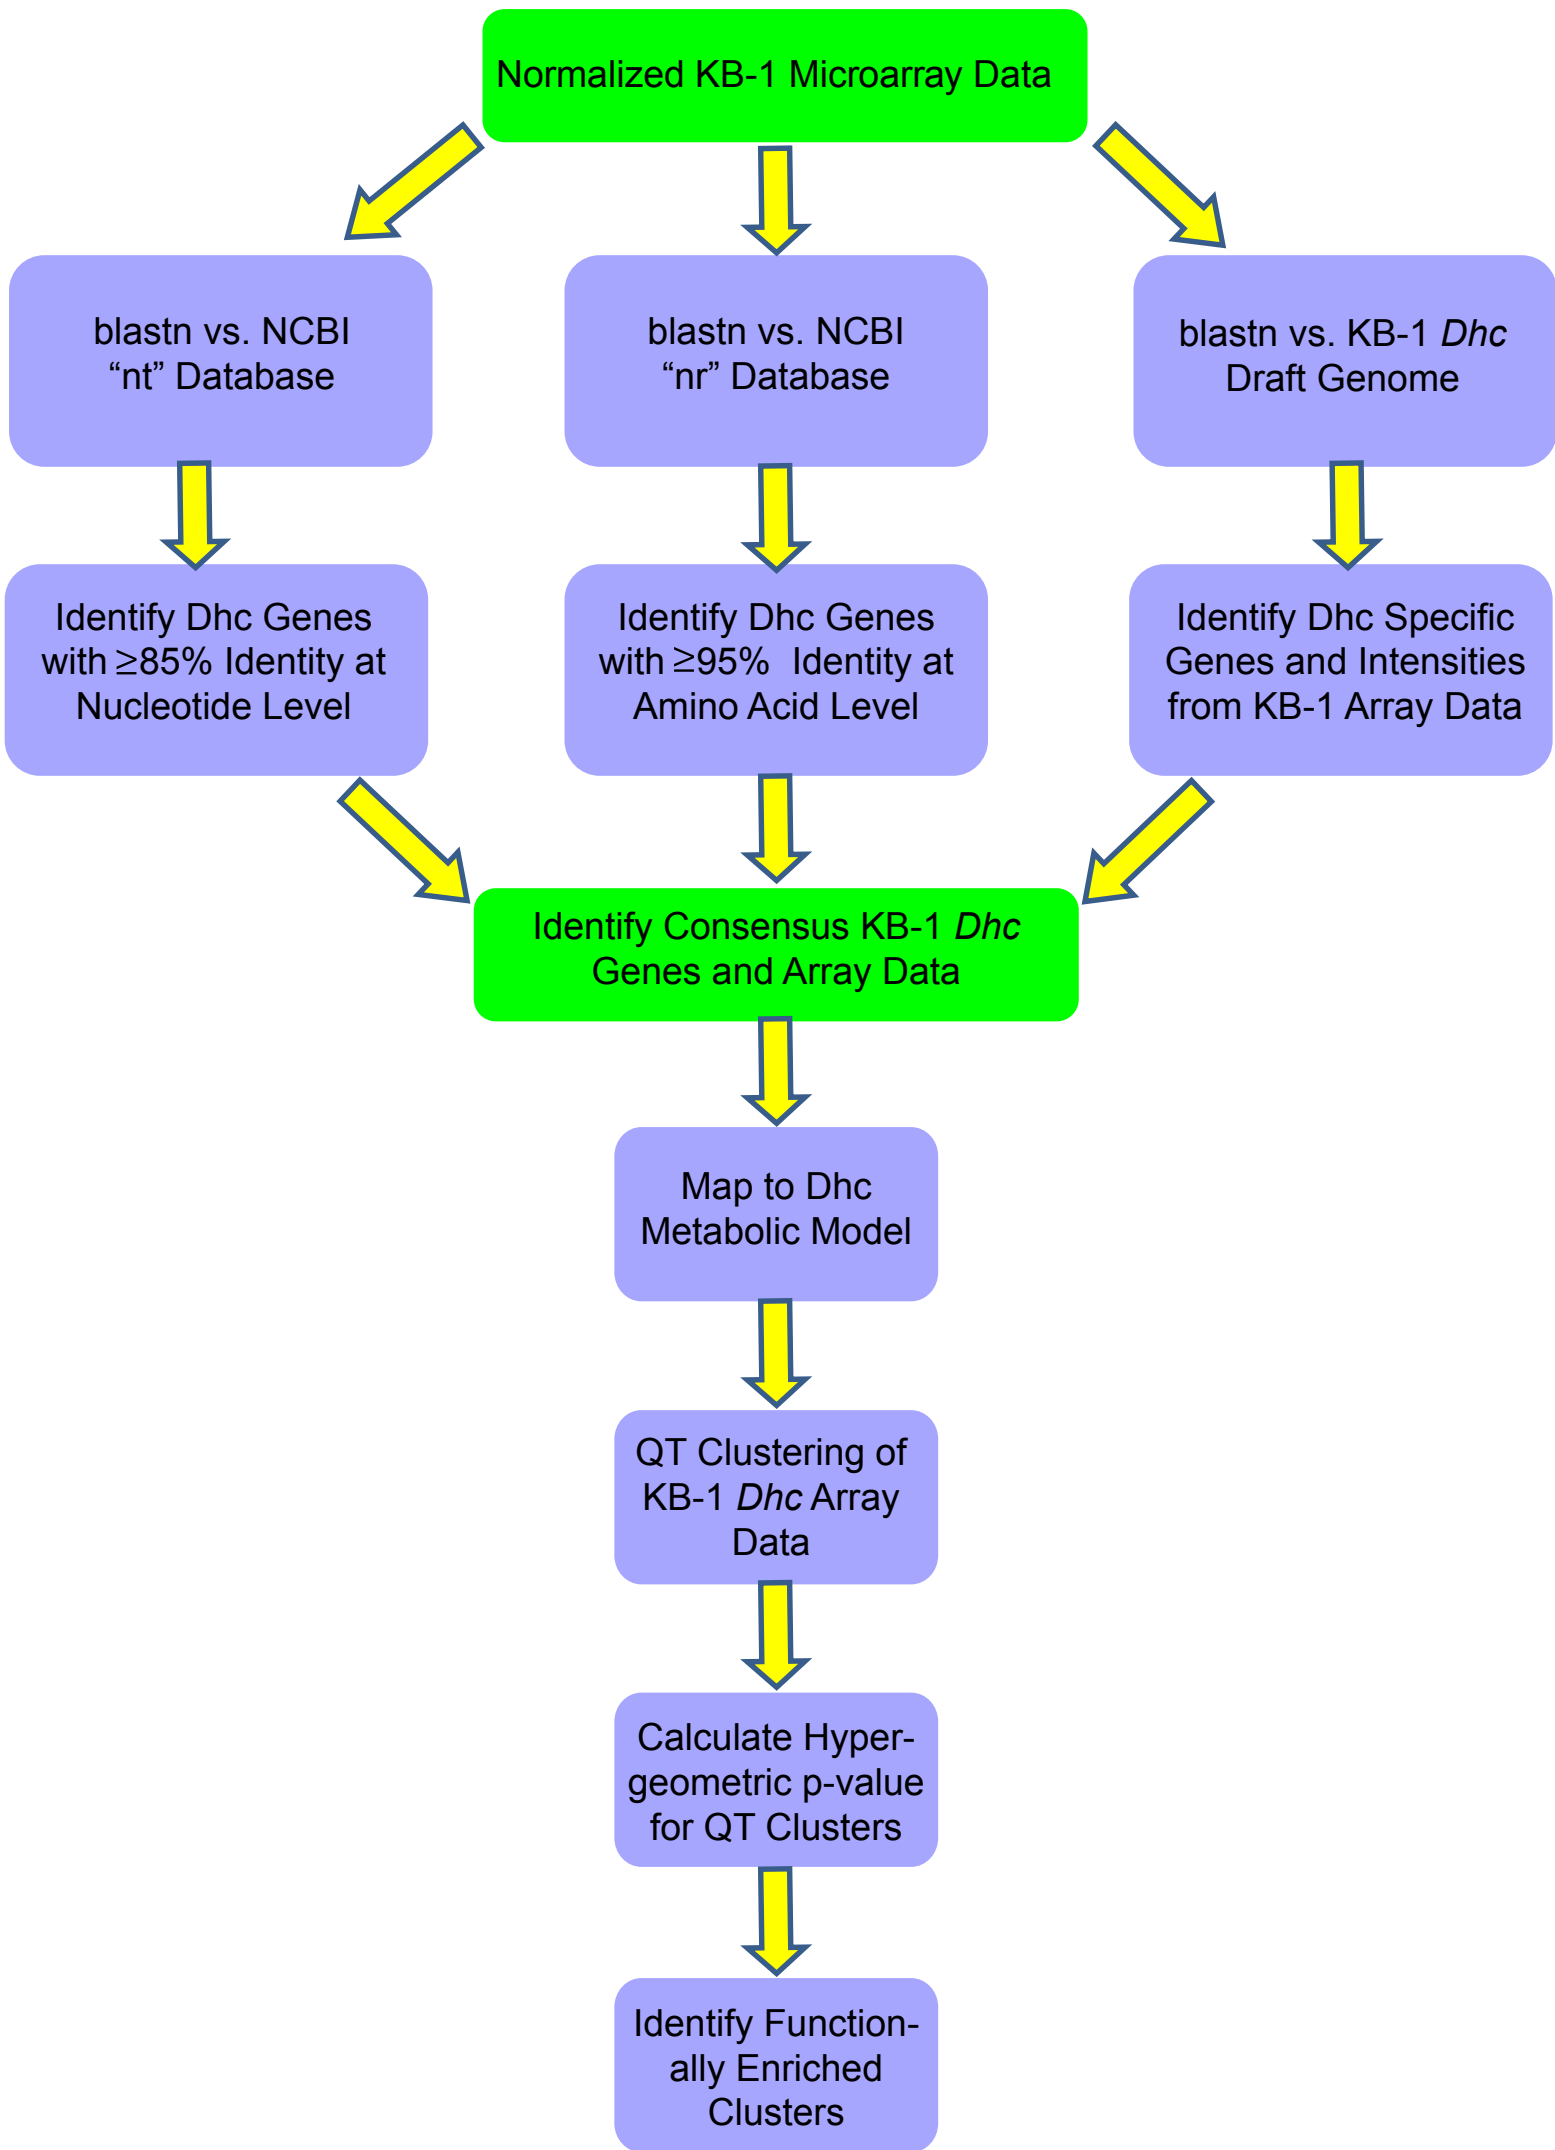 Normalized KB-1 Microarray Data
blastn vs. NCBI
“nt” Database
blastn vs. NCBI
“nr” Database
blastn vs. KB-1 Dhc
Draft Genome
Identify Dhc Genes
with ≥85% Identity at
Nucleotide Level
Identify Dhc Genes
with ≥95% Identity at
Amino Acid Level
Identify Dhc Specific
Genes and Intensities
from KB-1 Array Data
Identify Consensus KB-1 Dhc
Genes and Array Data
Map to Dhc
Metabolic Model
QT Clustering of
KB-1 Dhc Array
Data
Calculate Hyper-
geometric p-value
for QT Clusters
Identify Function-
ally Enriched
Clusters